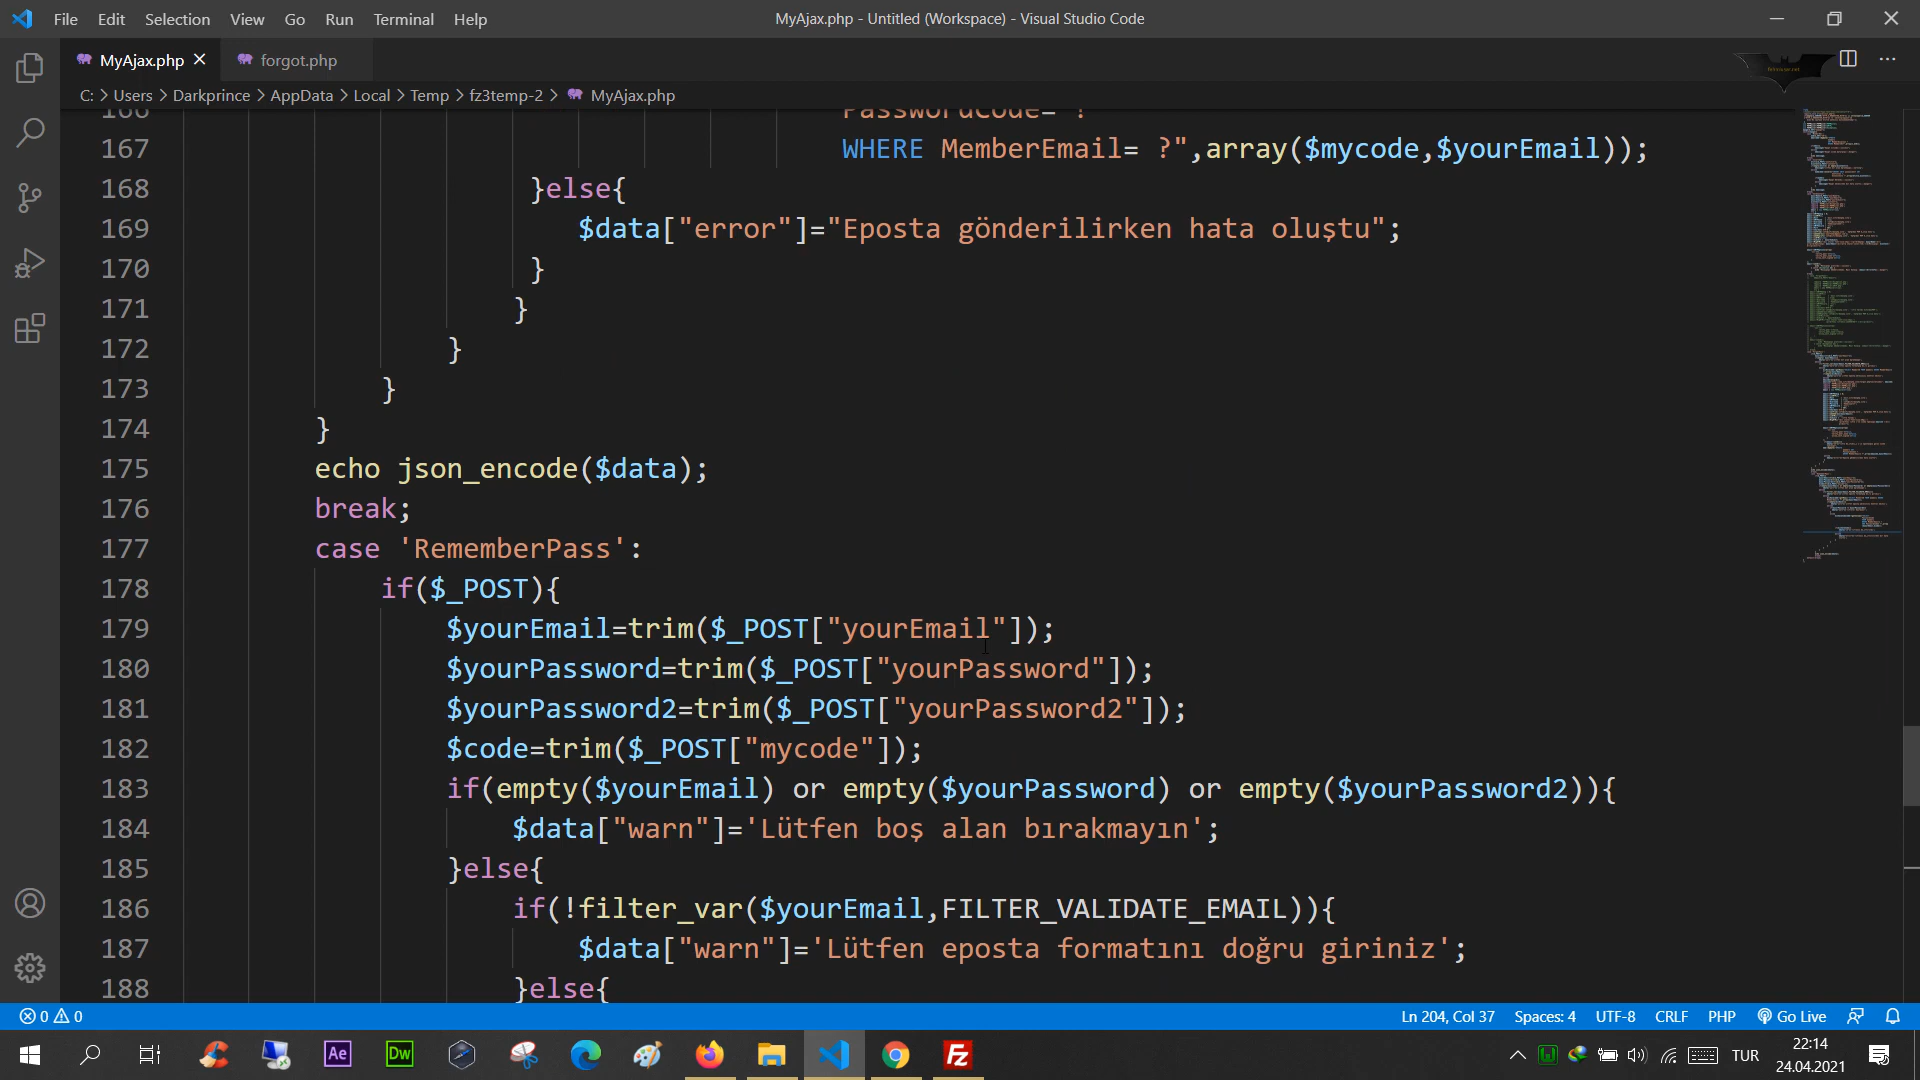 File Edit Selection View Go Run Terminal Help
MyAjax.php - Untitled (Workspace) - Visual Studio Code
MyAjax.php
forgot.php
C: > Users > Darkprince > AppData > Local > Temp > fz3temp-2 > MyAjax.php
166 PasswordCode= ?
167 WHERE MemberEmail= ?",array($mycode,$yourEmail));
168 }else{
169 $data["error"]="Eposta gönderilirken hata oluştu";
170 }
171 }
172 }
173 }
174 }
175 echo json_encode($data);
176 break;
177 case 'RememberPass':
178 if($_POST){
179 $yourEmail=trim($_POST["yourEmail"]);
180 $yourPassword=trim($_POST["yourPassword"]);
181 $yourPassword2=trim($_POST["yourPassword2"]);
182 $code=trim($_POST["mycode"]);
183 if(empty($yourEmail) or empty($yourPassword) or empty($yourPassword2)){
184 $data["warn"]='Lütfen boş alan bırakmayın';
185 }else{
186 if(!filter_var($yourEmail,FILTER_VALIDATE_EMAIL)){
187 $data["warn"]='Lütfen eposta formatını doğru giriniz';
188 }else{
0 0
Ln 204, Col 37 Spaces: 4 UTF-8 CRLF PHP Go Live
Ae Dw Fz
TUR
22:14
24.04.2021